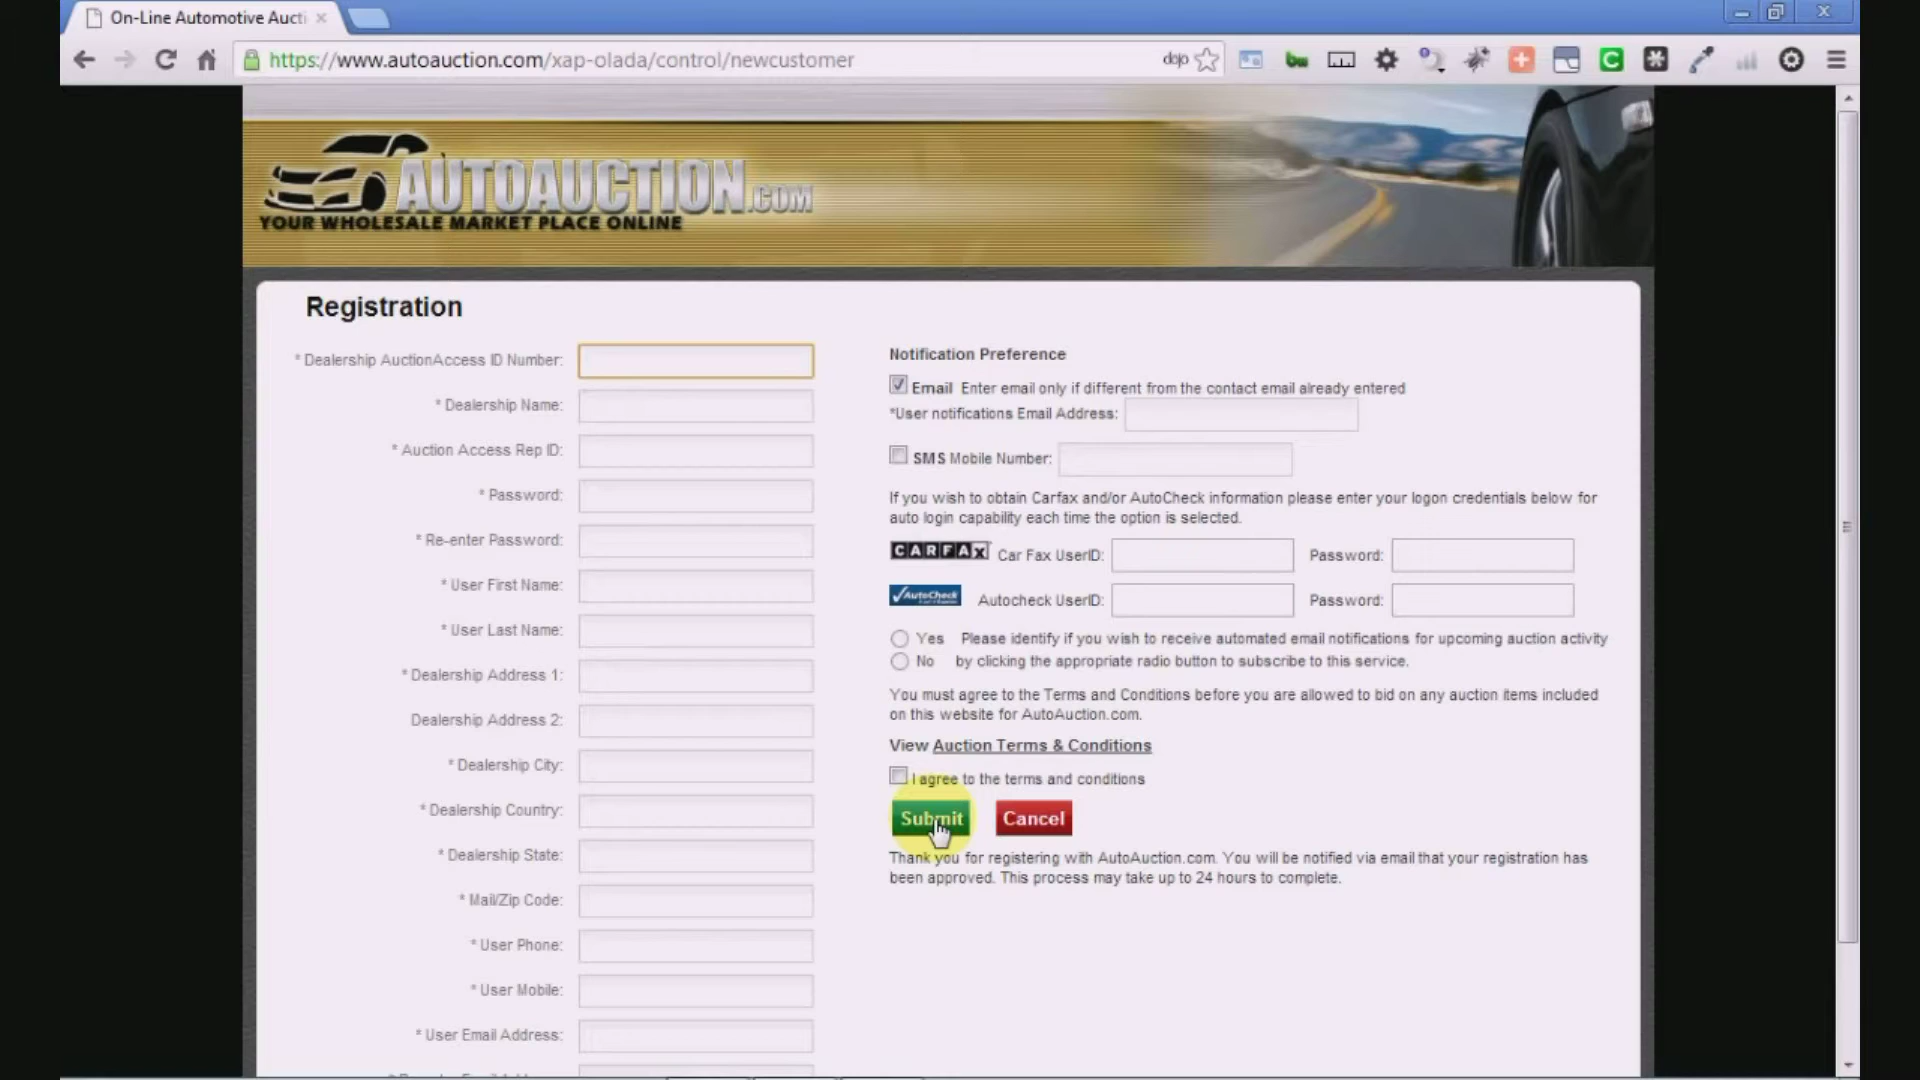 On-Line Automotive Aucti
https://www.autoauction.com/xap-olada/control/newcustomer
dojo
AUTOAUCTION.COM
YOUR WHOLESALE MARKET PLACE ONLINE
Registration
* Dealership AuctionAccess ID Number:
* Dealership Name:
* Auction Access Rep ID:
* Password:
* Re-enter Password:
* User First Name:
* User Last Name:
* Dealership Address 1:
Dealership Address 2:
* Dealership City:
* Dealership Country:
* Dealership State:
* Mail/Zip Code:
* User Phone:
* User Mobile:
* User Email Address:
Notification Preference
Email Enter email only if different from the contact email already entered
*User notifications Email Address:
SMS Mobile Number:
If you wish to obtain Carfax and/or AutoCheck information please enter your logon credentials below for
auto login capability each time the option is selected.
CARFAX Car Fax UserID: Password:
AutoCheck Autocheck UserID: Password:
Yes Please identify if you wish to receive automated email notifications for upcoming auction activity
No by clicking the appropriate radio button to subscribe to this service.
You must agree to the Terms and Conditions before you are allowed to bid on any auction items included
on this website for AutoAuction.com.
View Auction Terms & Conditions
I agree to the terms and conditions
Submit Cancel
Thank you for registering with AutoAuction.com. You will be notified via email that your registration has
been approved. This process may take up to 24 hours to complete.